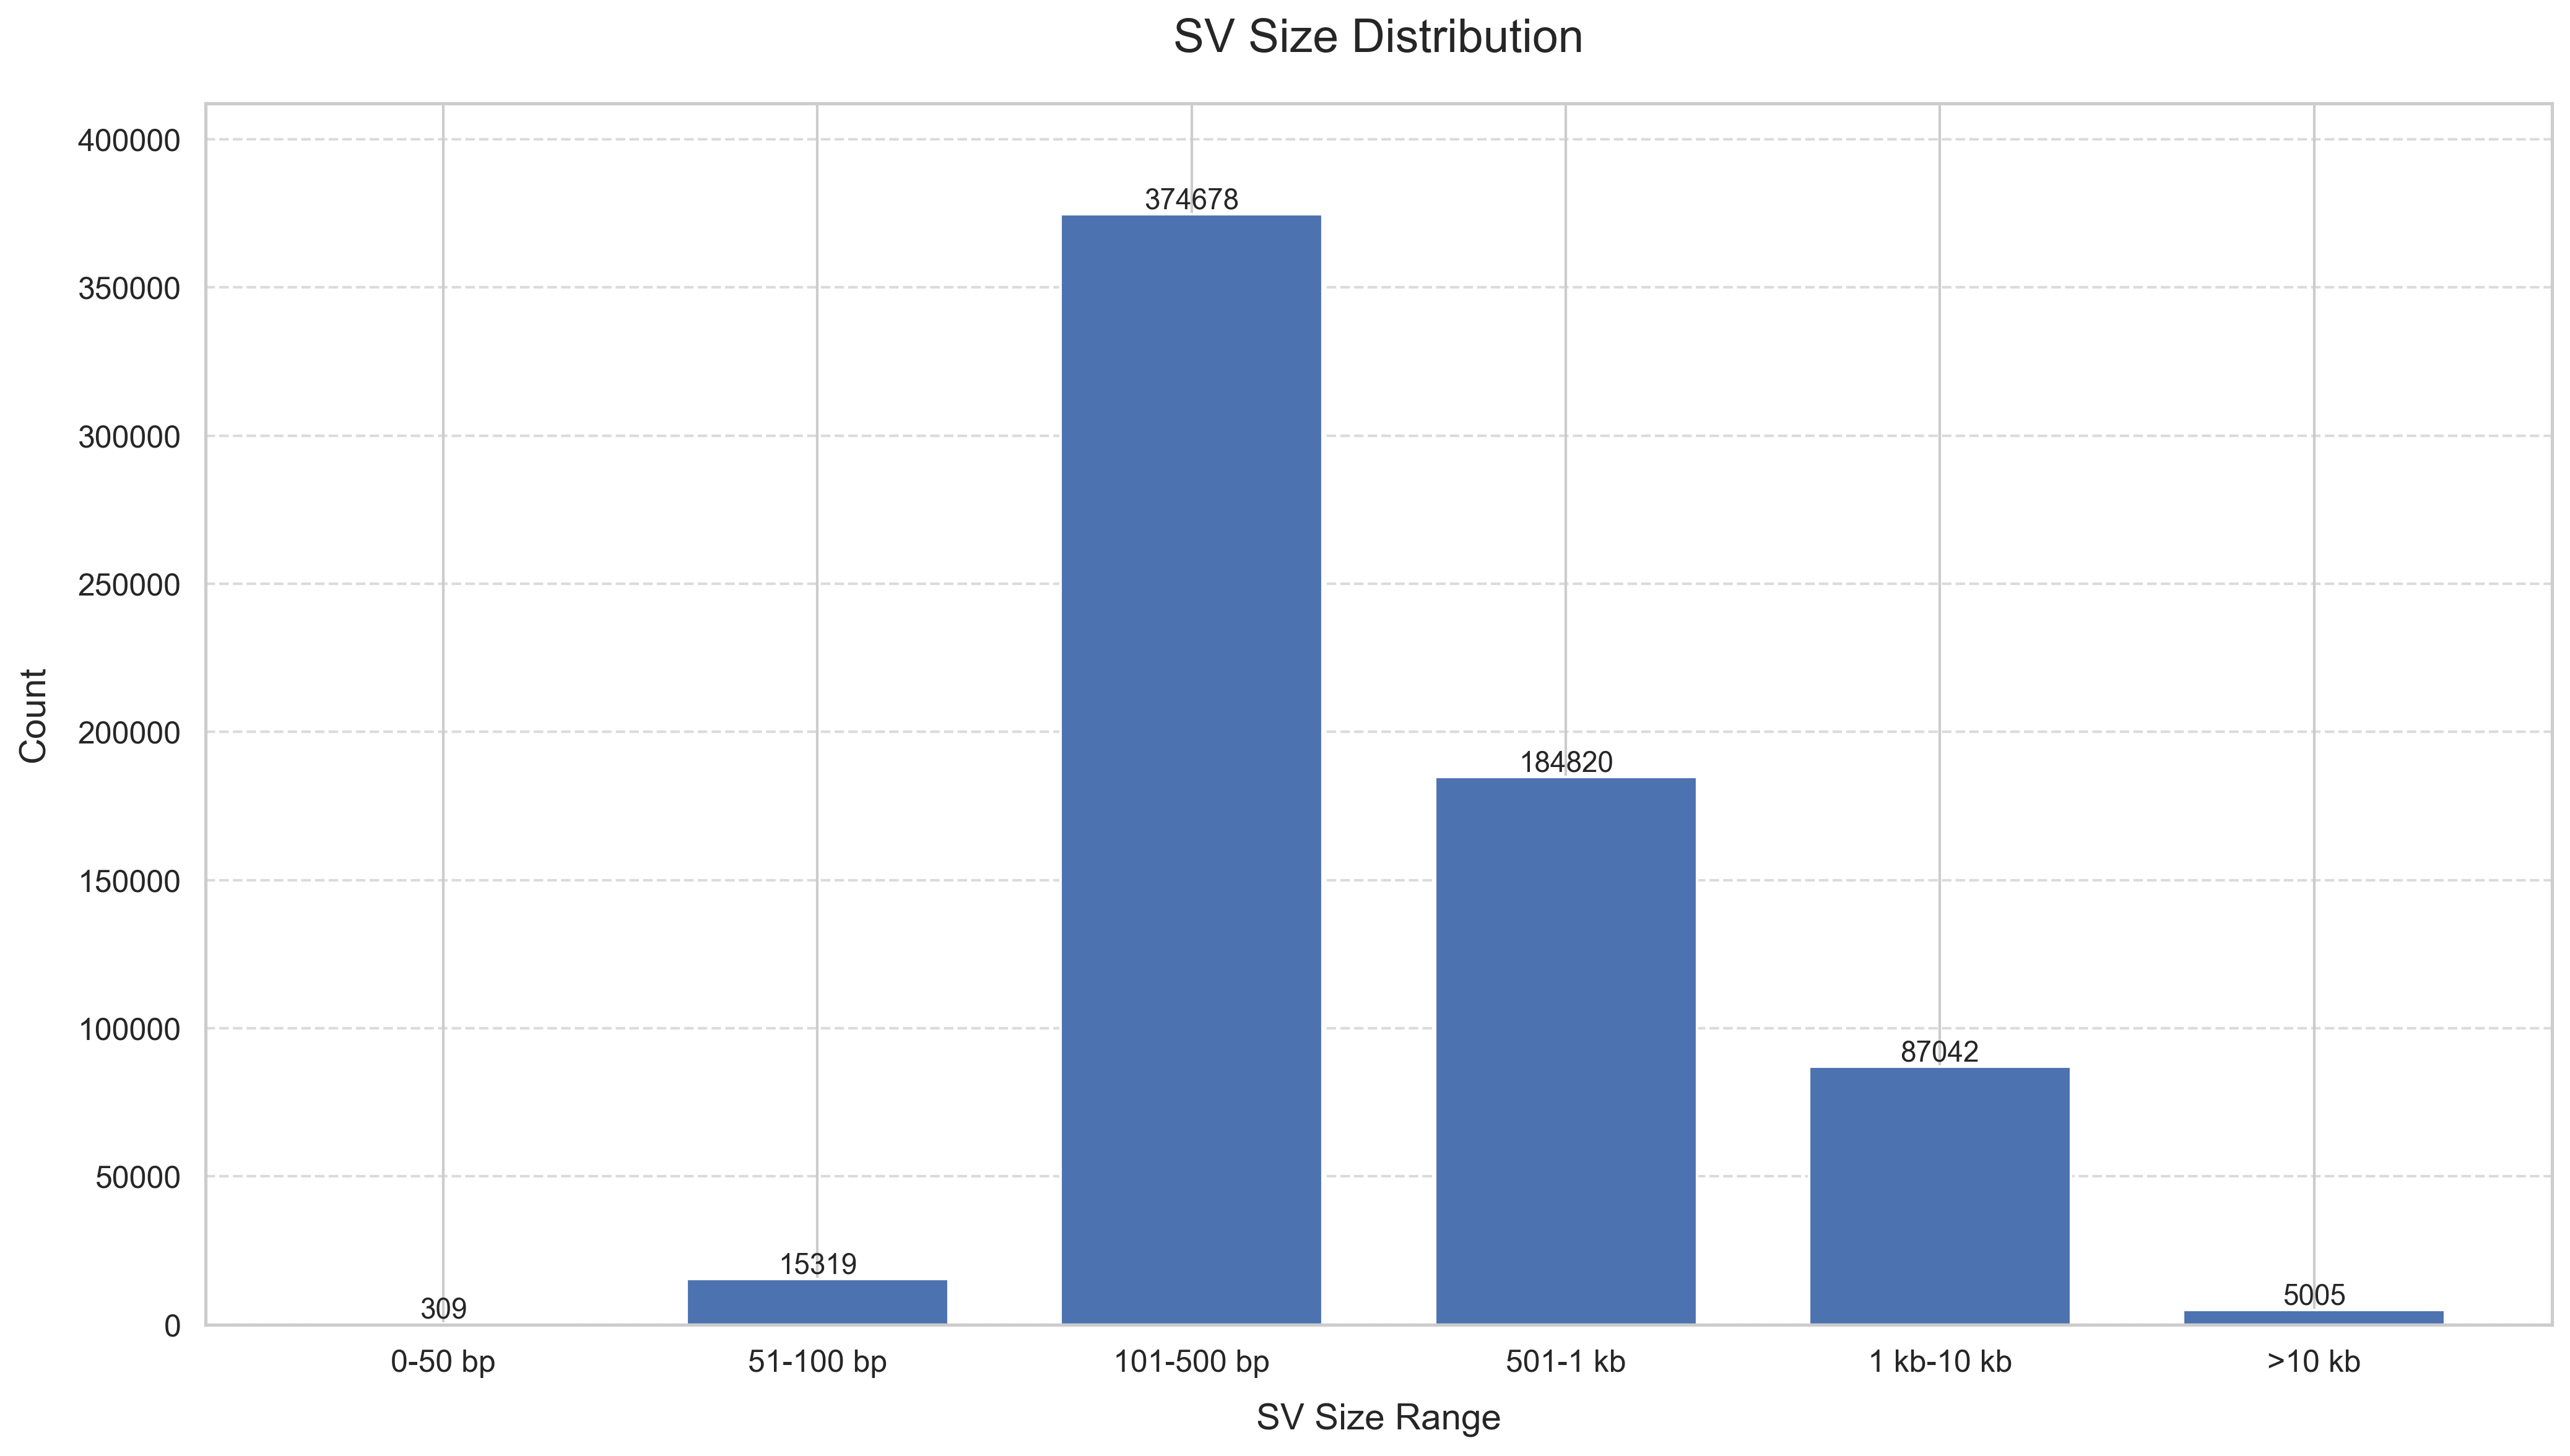 SV Size Distribution
400000
350000
300000
250000
200000
150000
100000
50000
0
Count
309
15319
374678
184820
87042
5005
0-50 bp
51-100 bp
101-500 bp
501-1 kb
1 kb-10 kb
>10 kb
SV Size Range